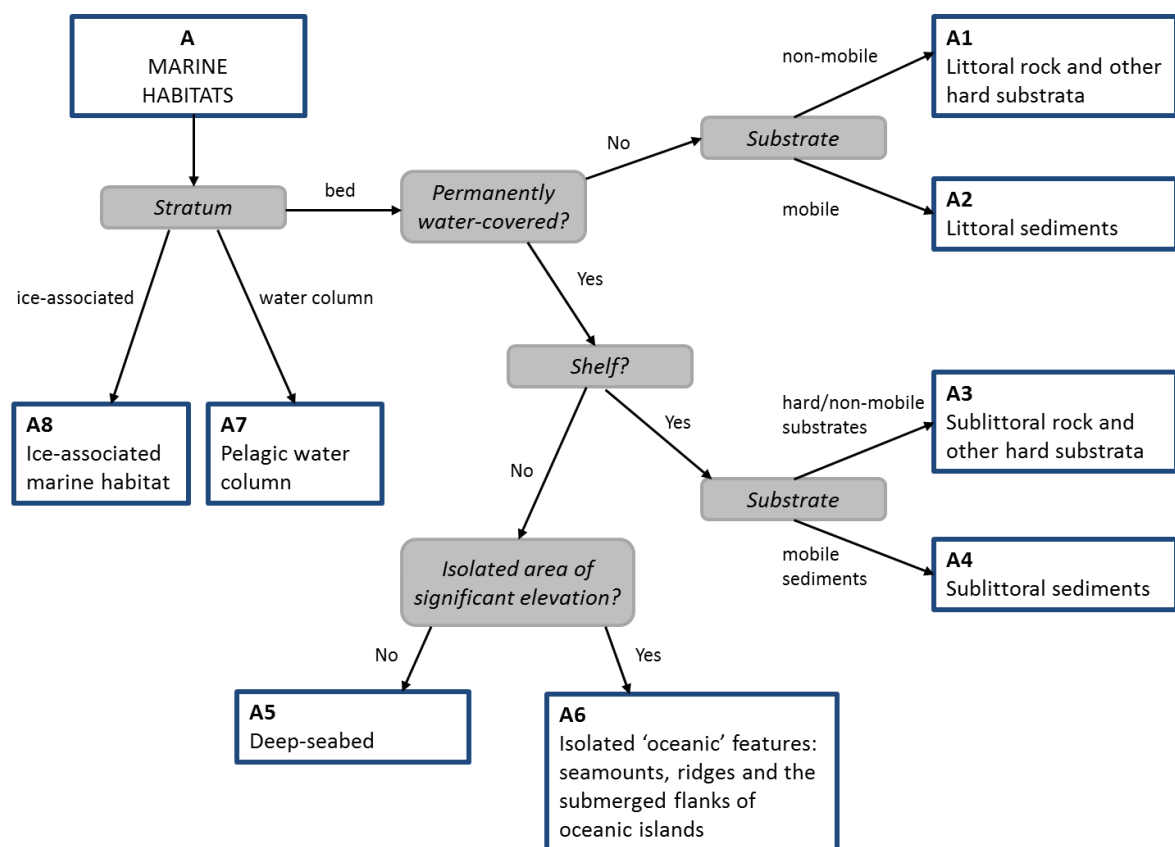 A
MARINE
HABITATS
Stratum
bed
ice-associated
water column
A8
Ice-associated
marine habitat
A7
Pelagic water
column
Permanently
water-covered?
No
Substrate
non-mobile
A1
Littoral rock and other
hard substrata
mobile
A2
Littoral sediments
Yes
Shelf?
Yes
Substrate
hard/non-mobile
substrates
A3
Sublittoral rock and
other hard substrata
mobile
sediments
A4
Sublittoral sediments
No
Isolated area of
significant elevation?
No
A5
Deep-seabed
Yes
A6
Isolated ‘oceanic’ features:
seamounts, ridges and the
submerged flanks of
oceanic islands